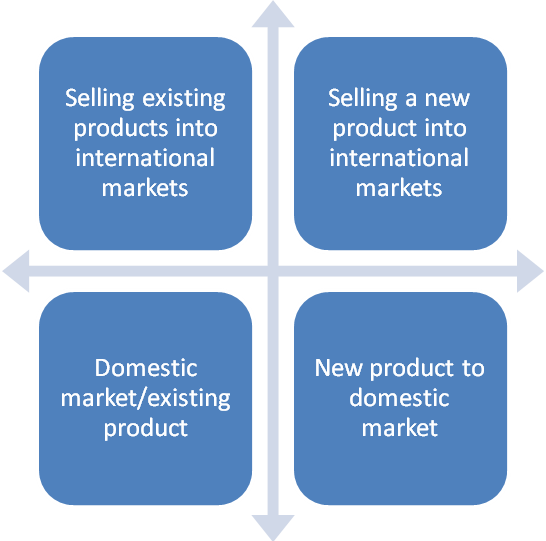 Selling existing
products into
international
markets
Selling a new
product into
international
markets
Domestic
market/existing
product
New product to
domestic
market